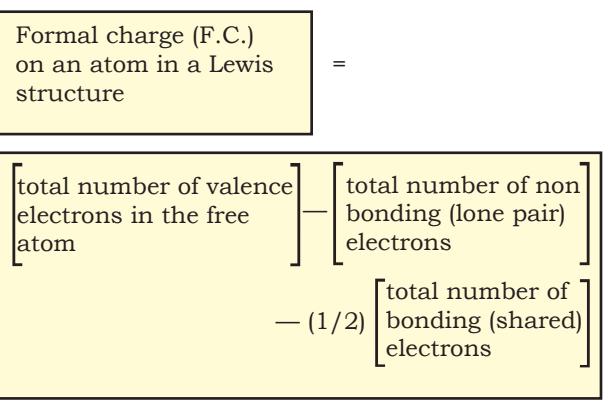 Formal charge (F.C.)
on an atom in a Lewis =
structure
total number of valence — total number of non
electrons in the free bonding (lone pair)
atom electrons
— (1/2) total number of
bonding (shared)
electrons